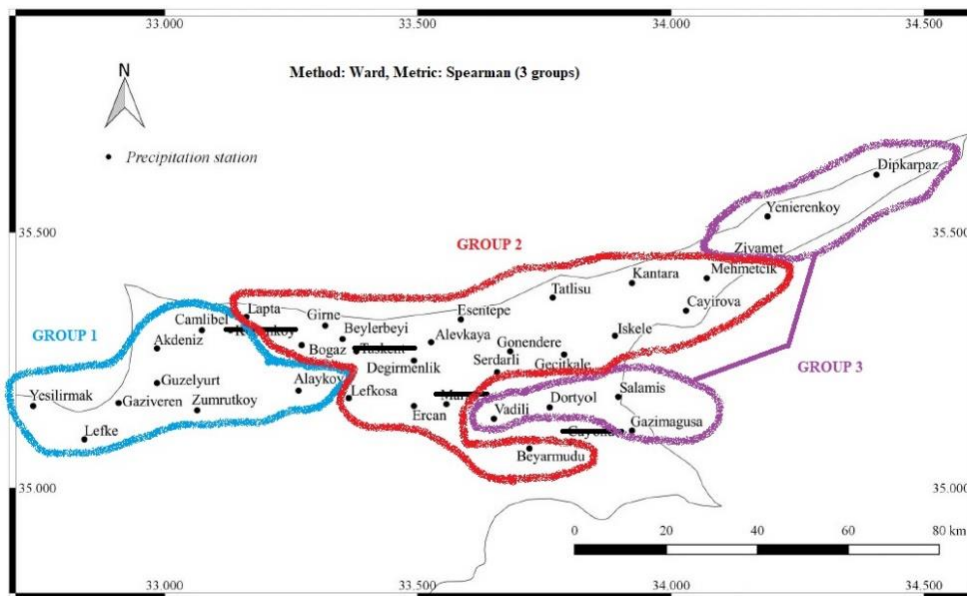 33.000 33.500 34.000 34.500
N
Method: Ward, Metric: Spearman (3 groups)
Precipitation station
Dipkarpaz
Yenierenkoy
35.500 35.500
GROUP 2
Ziyamet
Mehmetcik
Kantara
Tatlisu
Cayirova
Lapta
Esentepe
GROUP 1
Camlibel
Girne
Iskele
Beylerbeyi
Alevkaya
Gonendere
Akdeniz
Bogaz
Gecitkale
Degirmenlik
Serdarli
GROUP 3
Guzelyurt
Alaykoy
Salamis
Yesilirmak
Gaziveren
Zumrutkoy
Lefkosa
Dortyol
Ercan
Vadili
Gazimagusa
Lefke
Beyarmudu
35.000 35.000
0 20 40 60 80 km
33.000 33.500 34.000 34.500